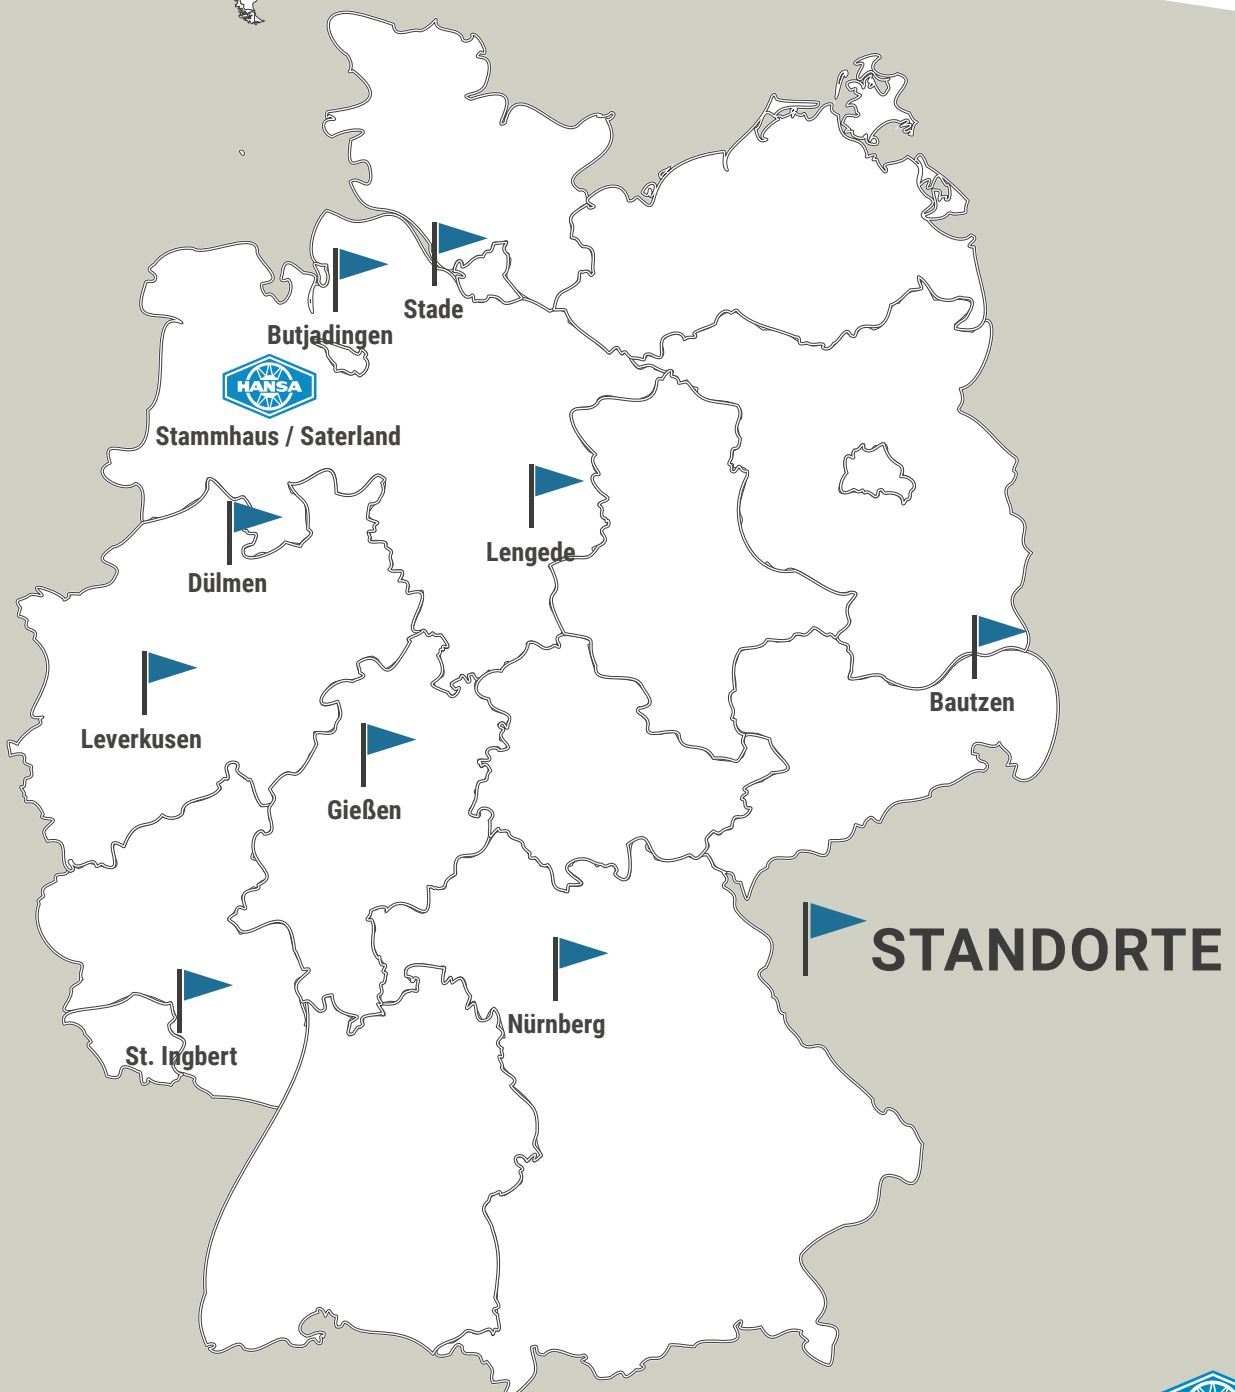 Stade
Butjadingen
HANSA
Stammhaus / Saterland
Lengede
Dülmen
Bautzen
Leverkusen
Gießen
STANDORTE
Nürnberg
St. Ingbert